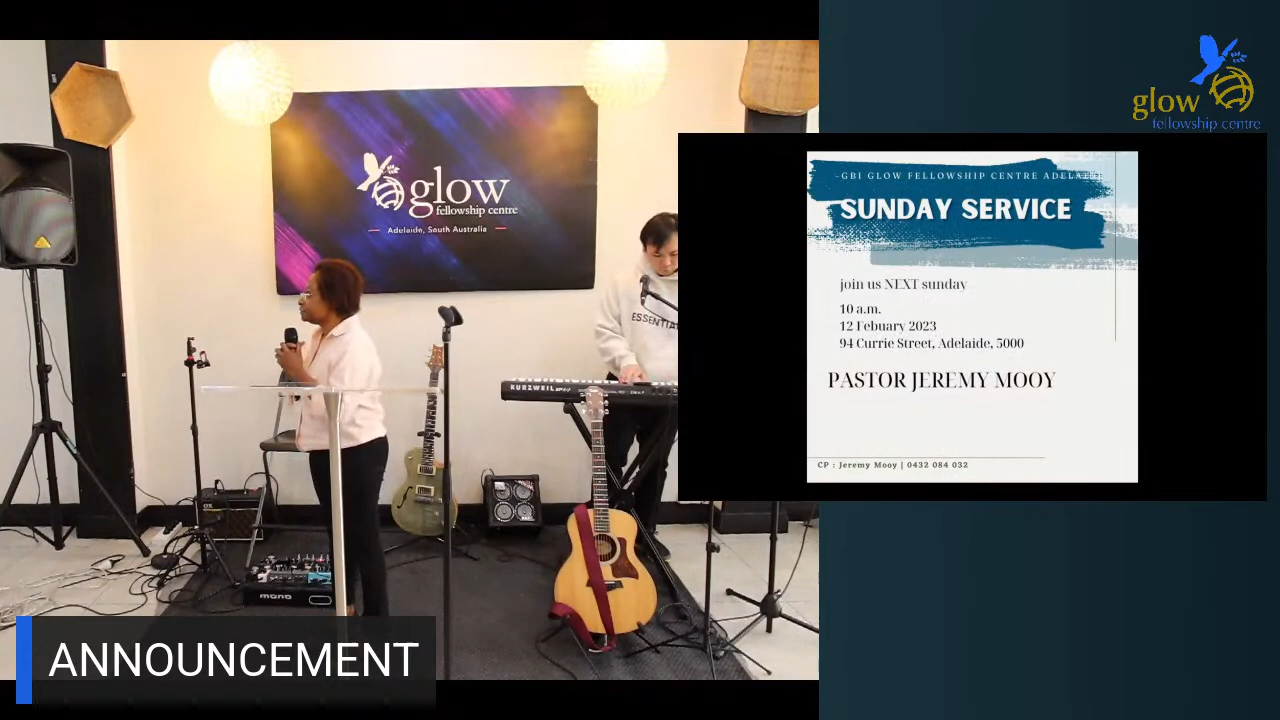 glow
fellowship centre
glow
fellowship centre
Adelaide, South Australia
ESSENTIA
KURZWEIL
mono
-GBI GLOW FELLOWSHIP CENTRE ADELAIDE
SUNDAY SERVICE
join us NEXT sunday
10 a.m.
12 Febuary 2023
94 Currie Street, Adelaide, 5000
PASTOR JEREMY MOOY
CP : Jeremy Mooy | 0432 084 032
ANNOUNCEMENT